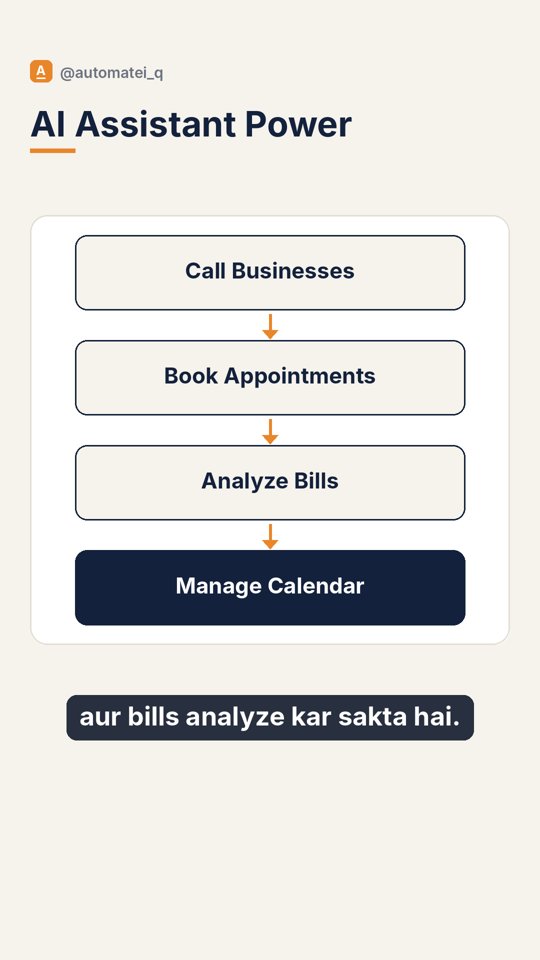 A @automatei_q
AI Assistant Power
Call Businesses
Book Appointments
Analyze Bills
Manage Calendar
aur bills analyze kar sakta hai.